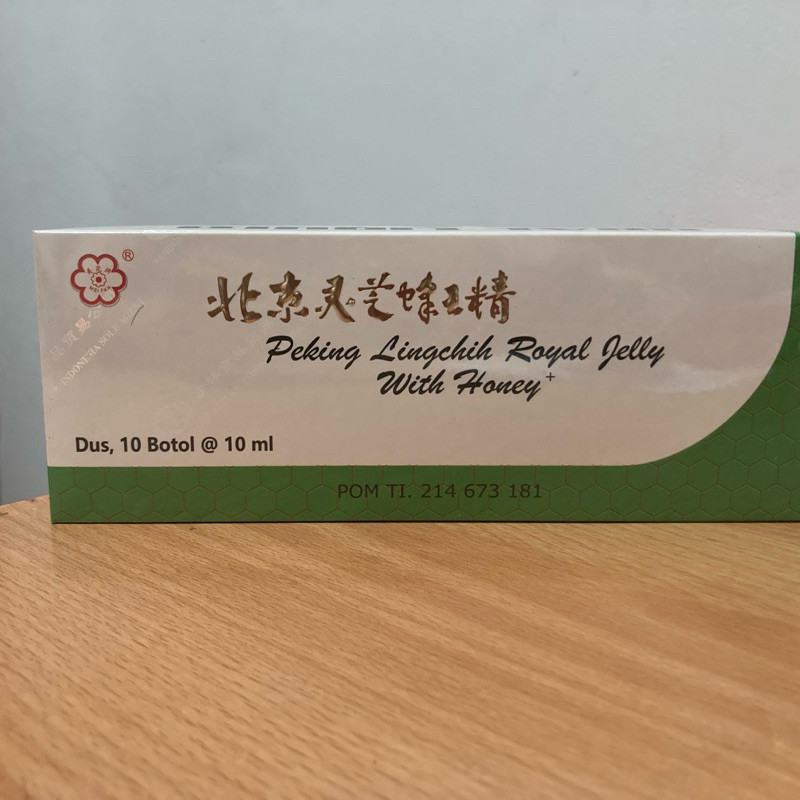 ®
北京灵芝蜂王精
Peking Lingchih Royal Jelly
With Honey+
Dus, 10 Botol @ 10 ml
POM TI. 214 673 181